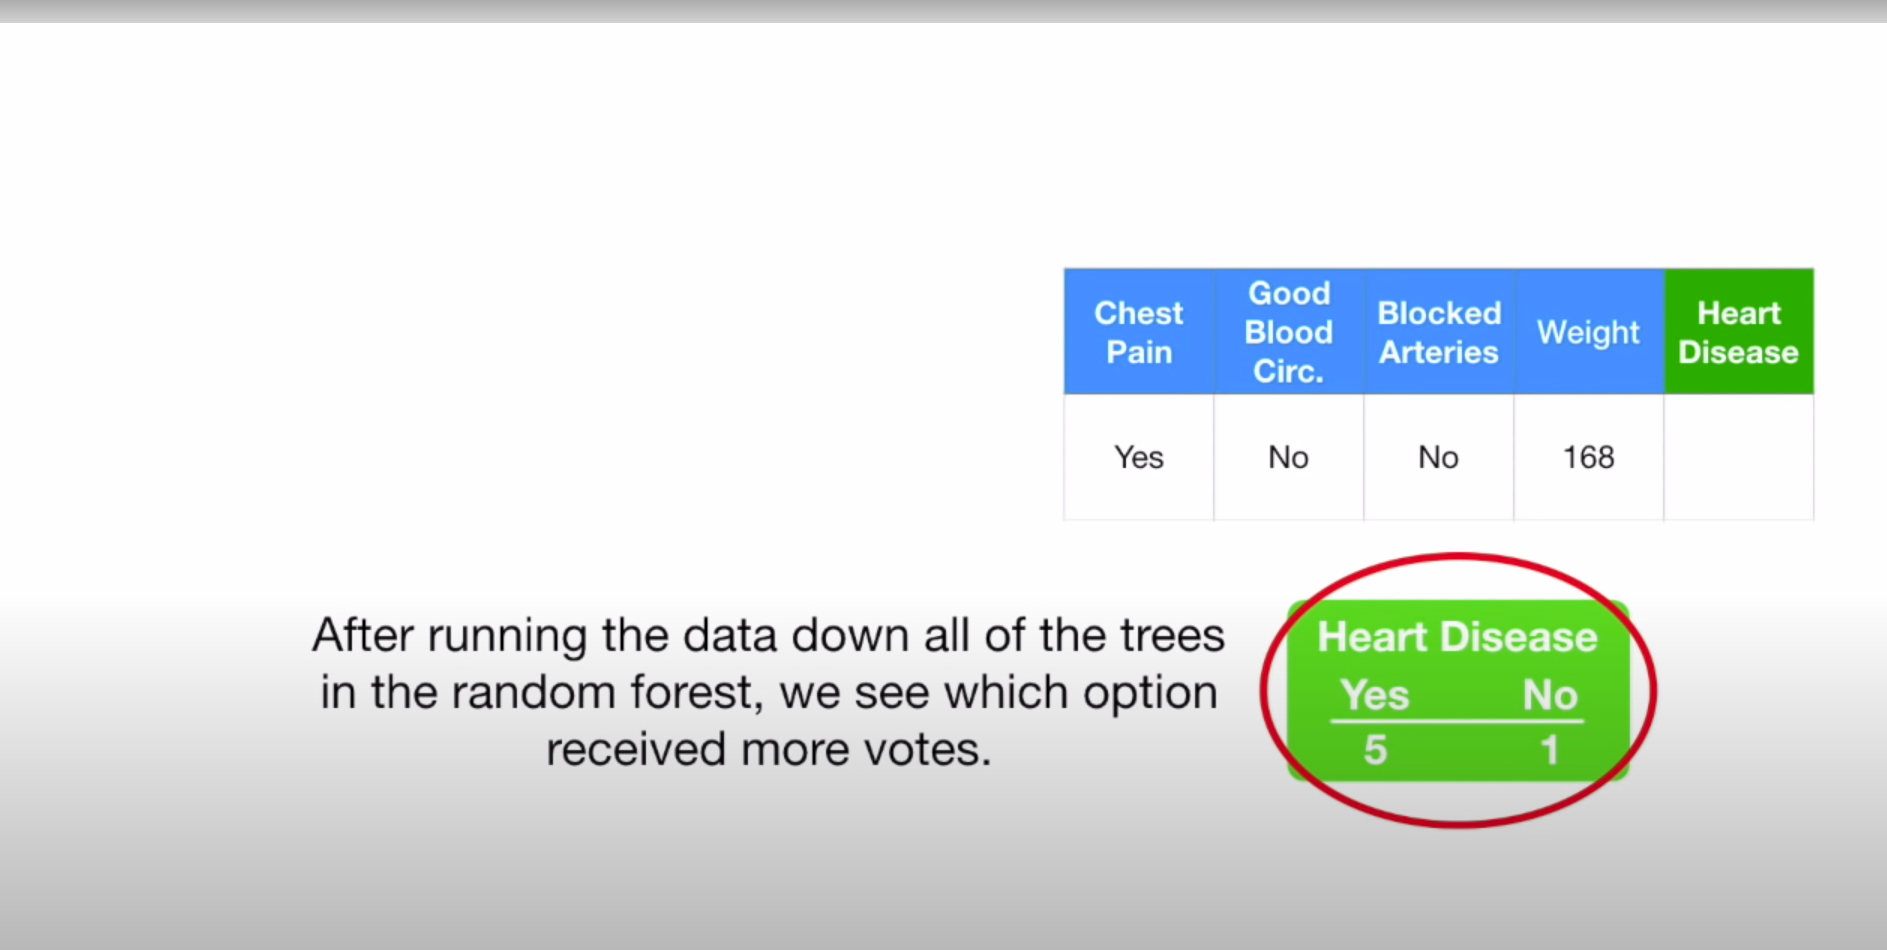 Chest Pain
Good Blood Circ.
Blocked Arteries
Weight
Heart Disease
Yes No No 168
After running the data down all of the trees
in the random forest, we see which option
received more votes.
Heart Disease
Yes No
5 1